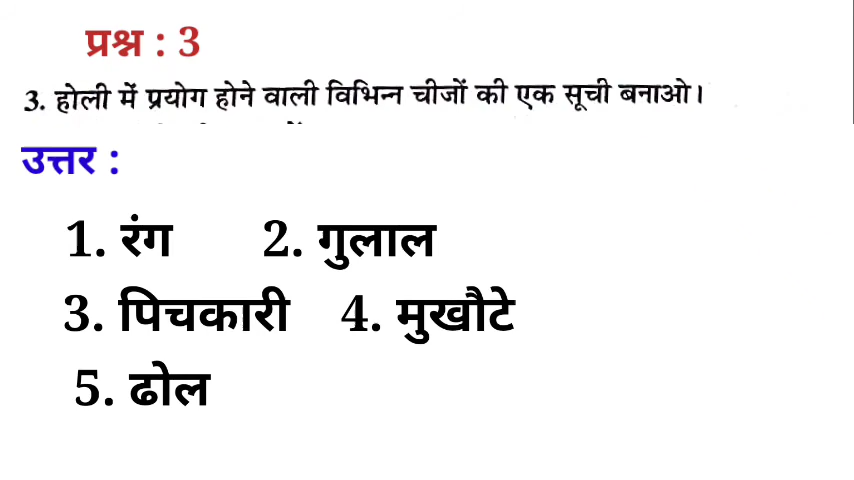 प्रश्न : 3
3. होली में प्रयोग होने वाली विभिन्न चीजों की एक सूची बनाओ।
उत्तर :
1. रंग 2. गुलाल
3. पिचकारी 4. मुखौटे
5. ढोल